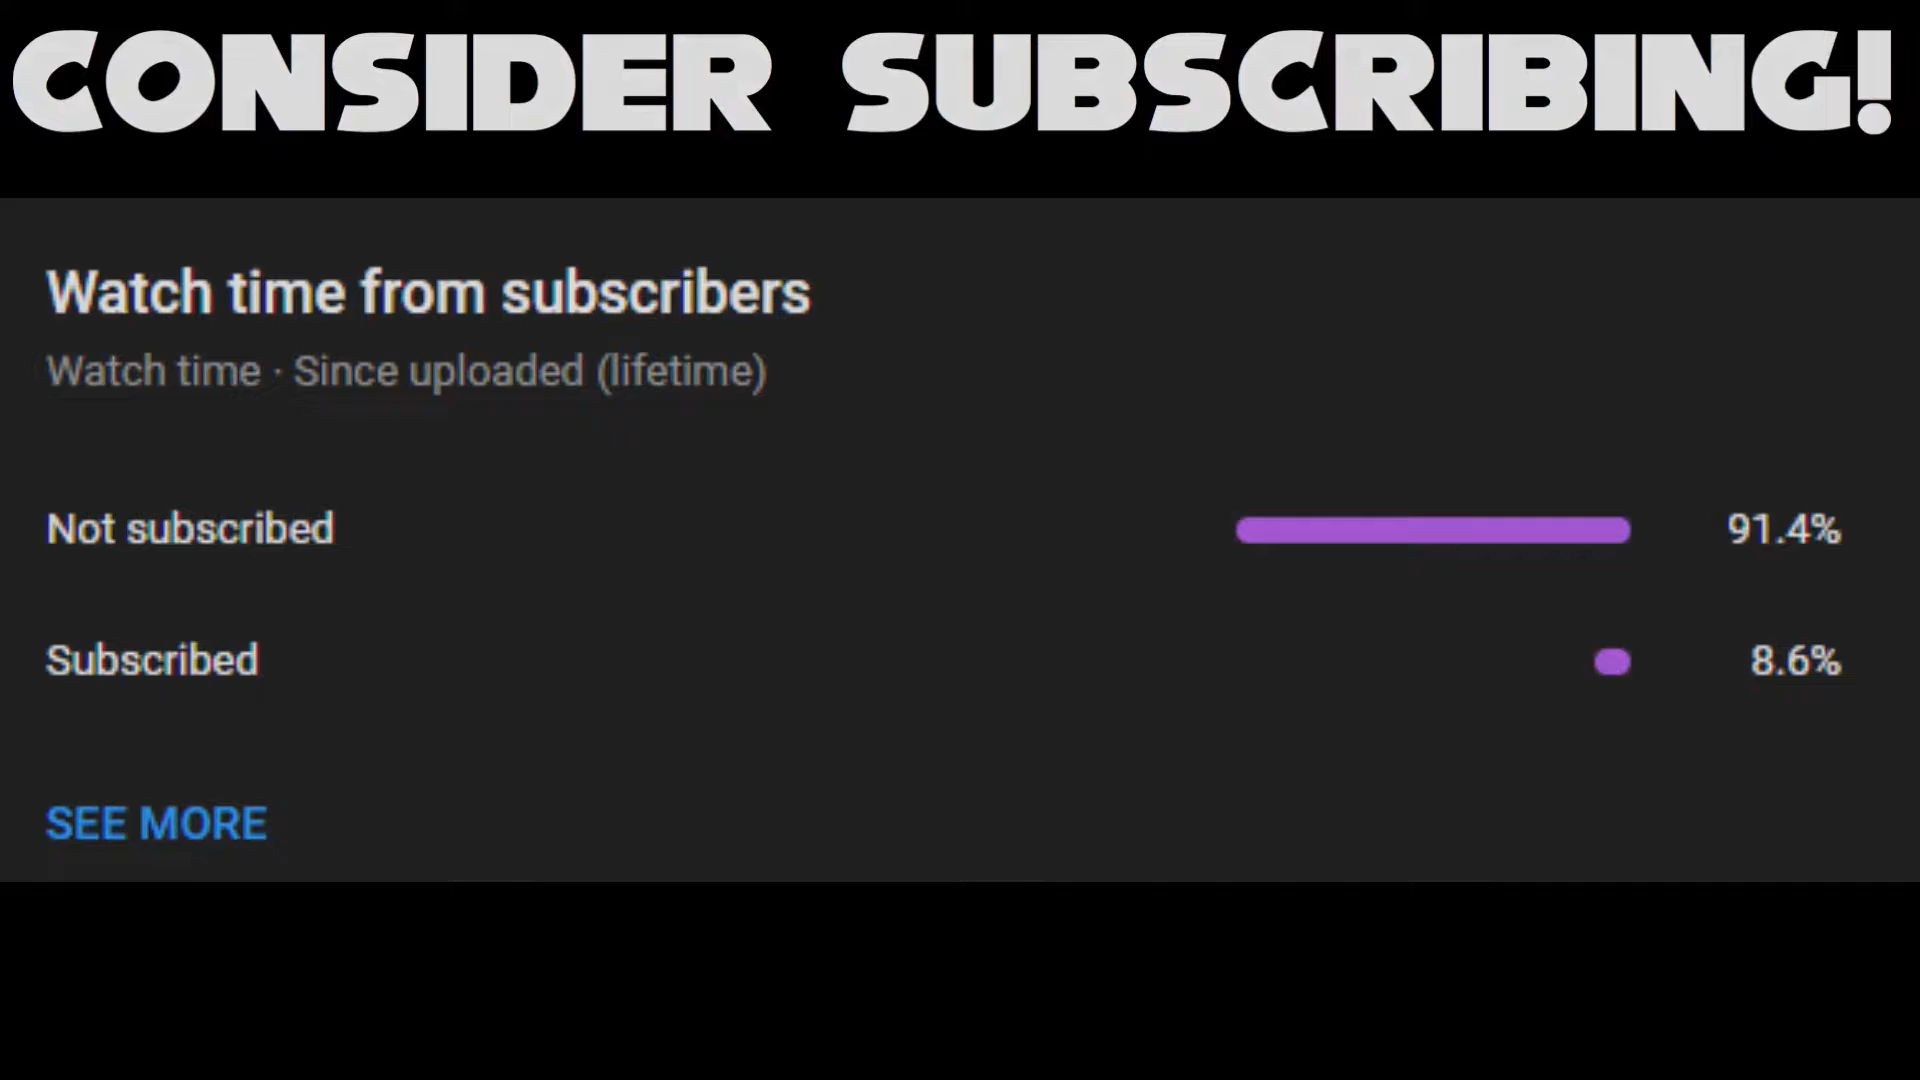 CONSIDER SUBSCRIBING!
Watch time from subscribers
Watch time · Since uploaded (lifetime)
Not subscribed 91.4%
Subscribed 8.6%
SEE MORE